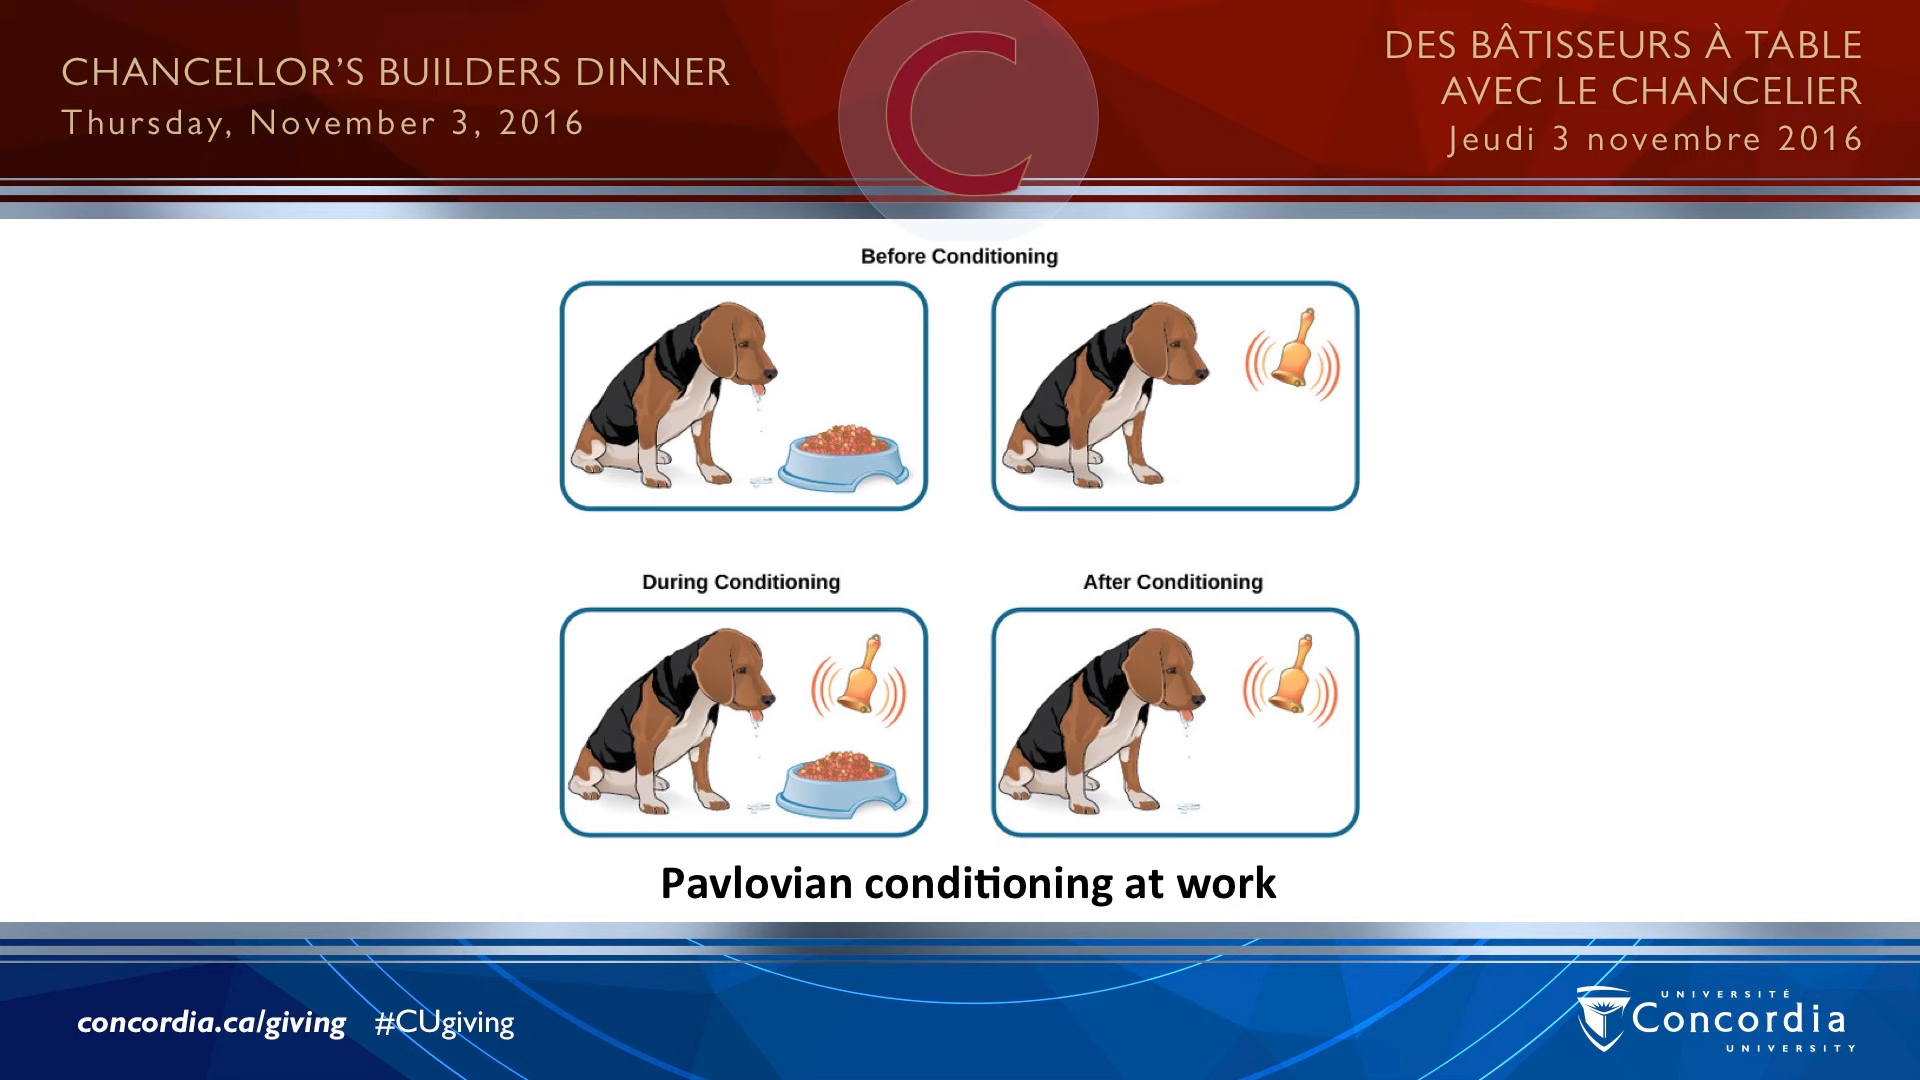 CHANCELLOR'S BUILDERS DINNER
Thursday, November 3, 2016
C
DES BÂTISSEURS À TABLE
AVEC LE CHANCELIER
Jeudi 3 novembre 2016
Before Conditioning
During Conditioning
After Conditioning
Pavlovian conditioning at work
concordia.ca/giving #CUgiving
UNIVERSITÉ
Concordia
UNIVERSITY